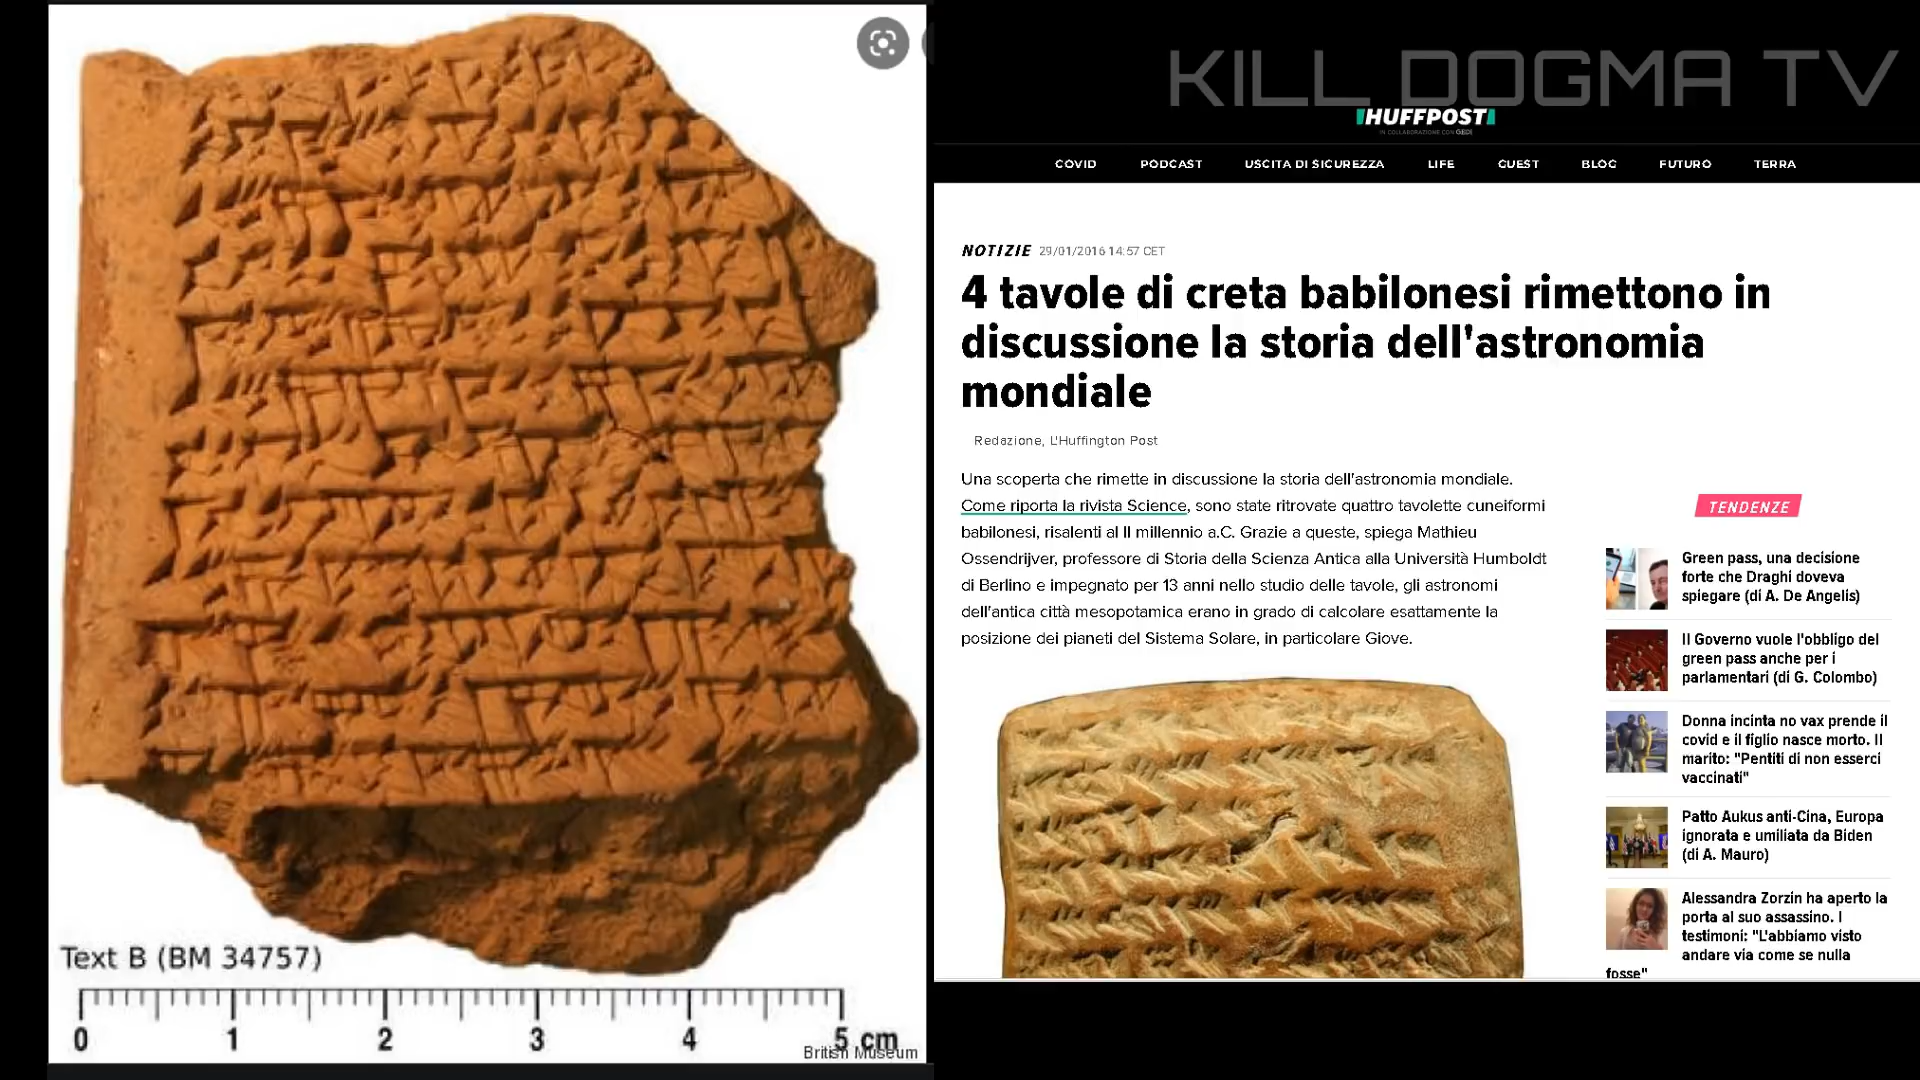 Text B (BM 34757)
0 1 2 3 4 5 cm
British Museum
KILL DOGMA TV
HUFFPOST
IN COLLABORAZIONE CON GEDI
COVID PODCAST USCITA DI SICUREZZA LIFE GUEST BLOG FUTURO TERRA
NOTIZIE 29/01/2016 14:57 CET
4 tavole di creta babilonesi rimettono in
discussione la storia dell'astronomia
mondiale
Redazione, L'Huffington Post
Una scoperta che rimette in discussione la storia dell'astronomia mondiale.
Come riporta la rivista Science, sono state ritrovate quattro tavolette cuneiformi
babilonesi, risalenti al II millennio a.C. Grazie a queste, spiega Mathieu
Ossendrijver, professore di Storia della Scienza Antica alla Università Humboldt
di Berlino e impegnato per 13 anni nello studio delle tavole, gli astronomi
dell'antica città mesopotamica erano in grado di calcolare esattamente la
posizione dei pianeti del Sistema Solare, in particolare Giove.
TENDENZE
Green pass, una decisione
forte che Draghi doveva
spiegare (di A. De Angelis)
Il Governo vuole l'obbligo del
green pass anche per i
parlamentari (di G. Colombo)
Donna incinta no vax prende il
covid e il figlio nasce morto. Il
marito: "Pentiti di non esserci
vaccinati"
Patto Aukus anti-Cina, Europa
ignorata e umiliata da Biden
(di A. Mauro)
Alessandra Zorzin ha aperto la
porta al suo assassino. I
testimoni: "L'abbiamo visto
andare via come se nulla
fosse"